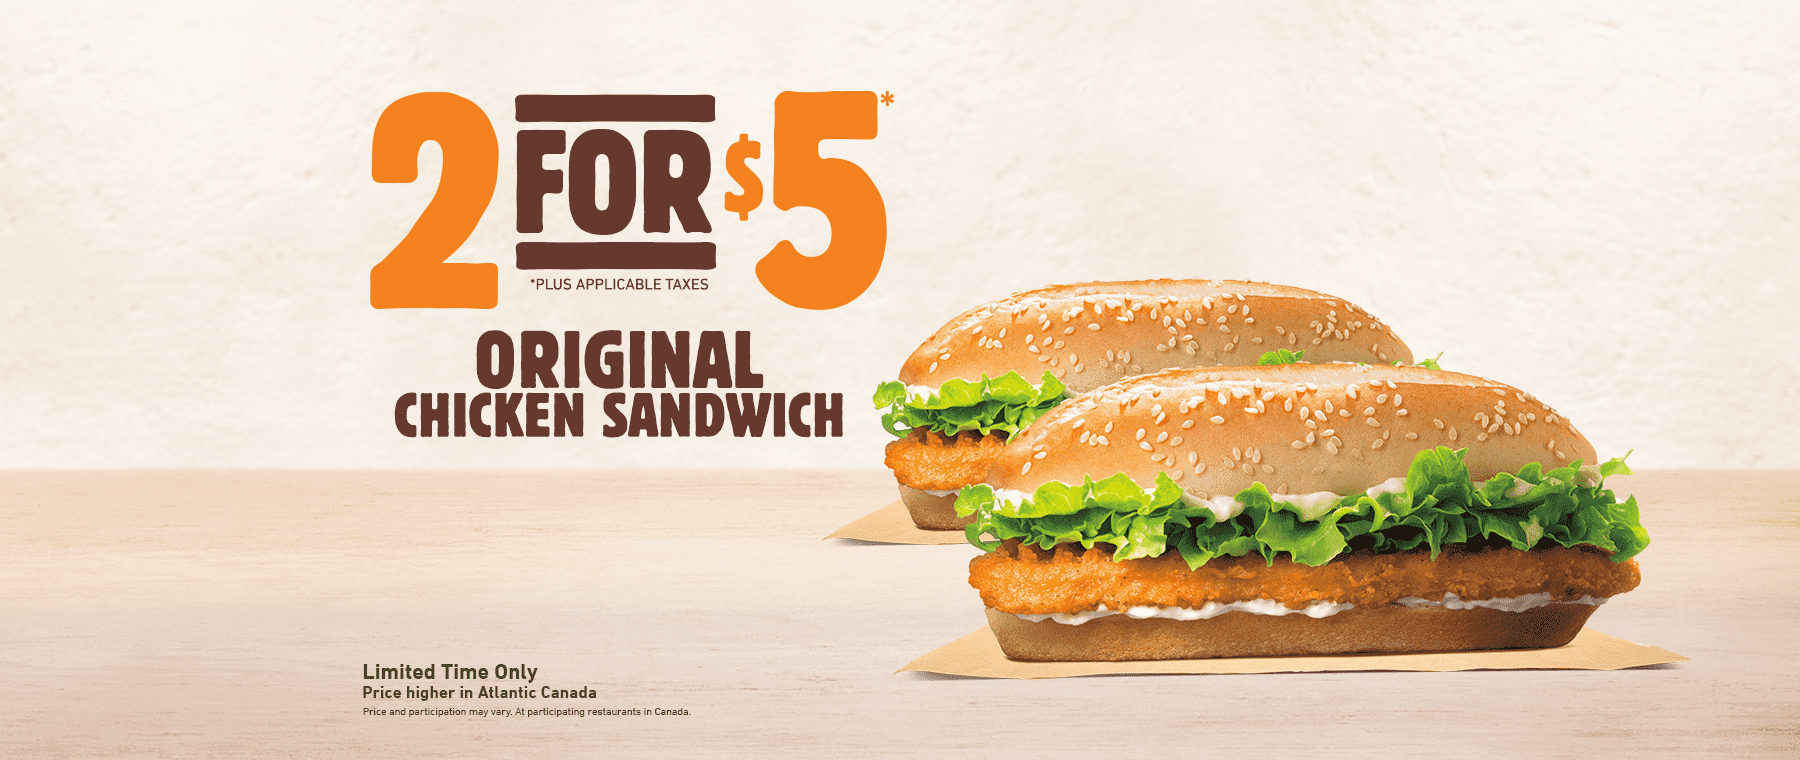 2 FOR $5*
*PLUS APPLICABLE TAXES
ORIGINAL
CHICKEN SANDWICH
Limited Time Only
Price higher in Atlantic Canada
Price and participation may vary. At participating restaurants in Canada.